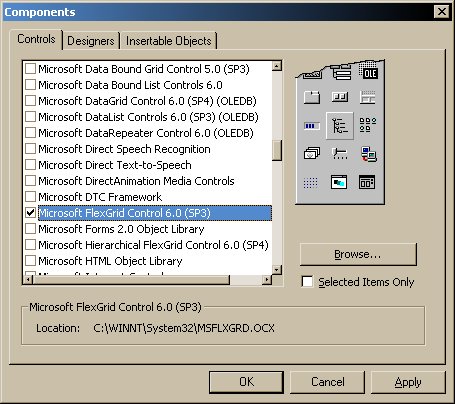 Components
Controls Designers Insertable Objects
Microsoft Data Bound Grid Control 5.0 (SP3)
Microsoft Data Bound List Controls 6.0
Microsoft DataGrid Control 6.0 (SP4) (OLEDB)
Microsoft DataList Controls 6.0 (SP3) (OLEDB)
Microsoft DataRepeater Control 6.0 (OLEDB)
Microsoft Direct Speech Recognition
Microsoft Direct Text-to-Speech
Microsoft DirectAnimation Media Controls
Microsoft DTC Framework
Microsoft FlexGrid Control 6.0 (SP3)
Microsoft Forms 2.0 Object Library
Microsoft Hierarchical FlexGrid Control 6.0 (SP4)
Microsoft HTML Object Library
OLE
Browse...
Selected Items Only
Microsoft FlexGrid Control 6.0 (SP3)
Location: C:\WINNT\System32\MSFLXGRD.OCX
OK Cancel Apply